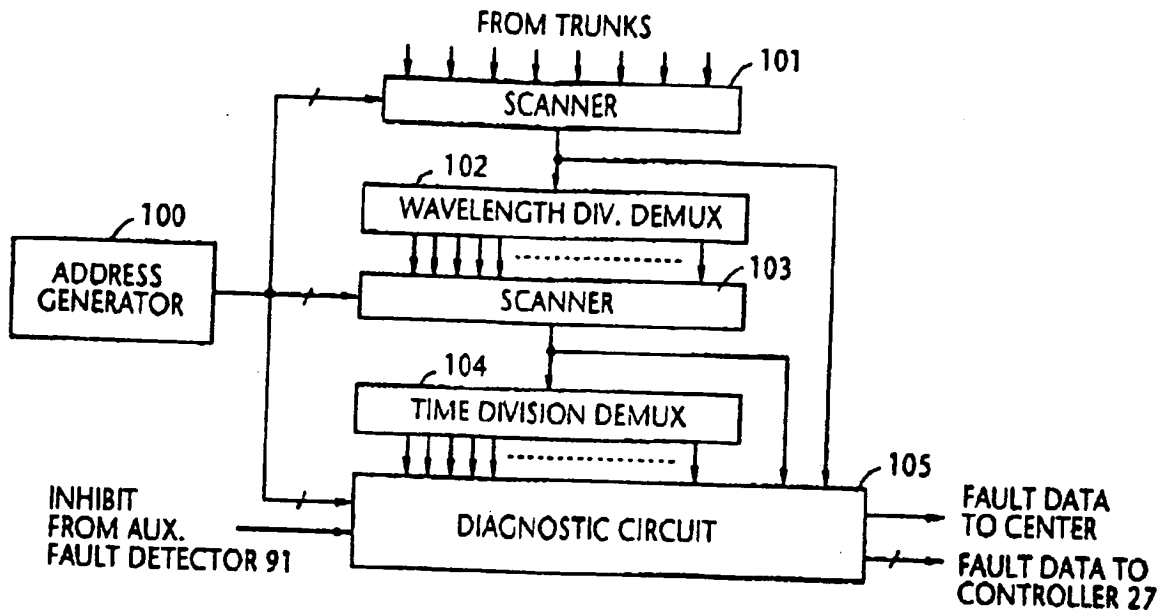 FROM TRUNKS
101
SCANNER
102
WAVELENGTH DIV. DEMUX
100
ADDRESS
GENERATOR
103
SCANNER
104
TIME DIVISION DEMUX
105
INHIBIT
FROM AUX.
FAULT DETECTOR 91
DIAGNOSTIC CIRCUIT
FAULT DATA
TO CENTER
FAULT DATA TO
CONTROLLER 27